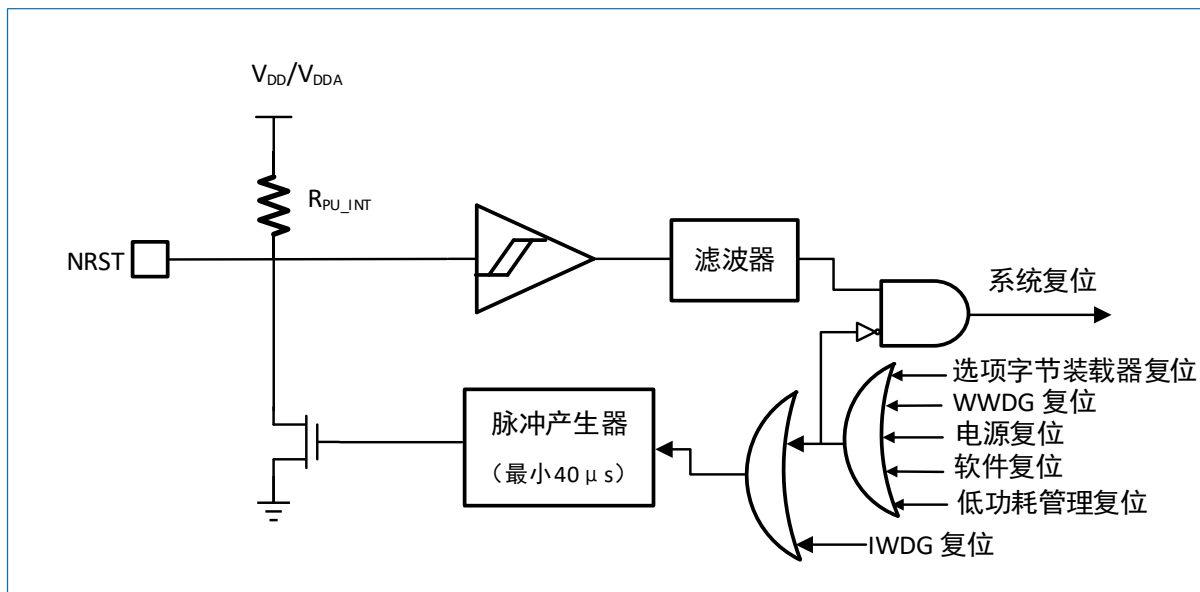 VDD/VDDA
RPU_INT
NRST
滤波器
系统复位
选项字节装载器复位
WWDG 复位
电源复位
软件复位
低功耗管理复位
脉冲产生器
（最小40μs）
IWDG 复位